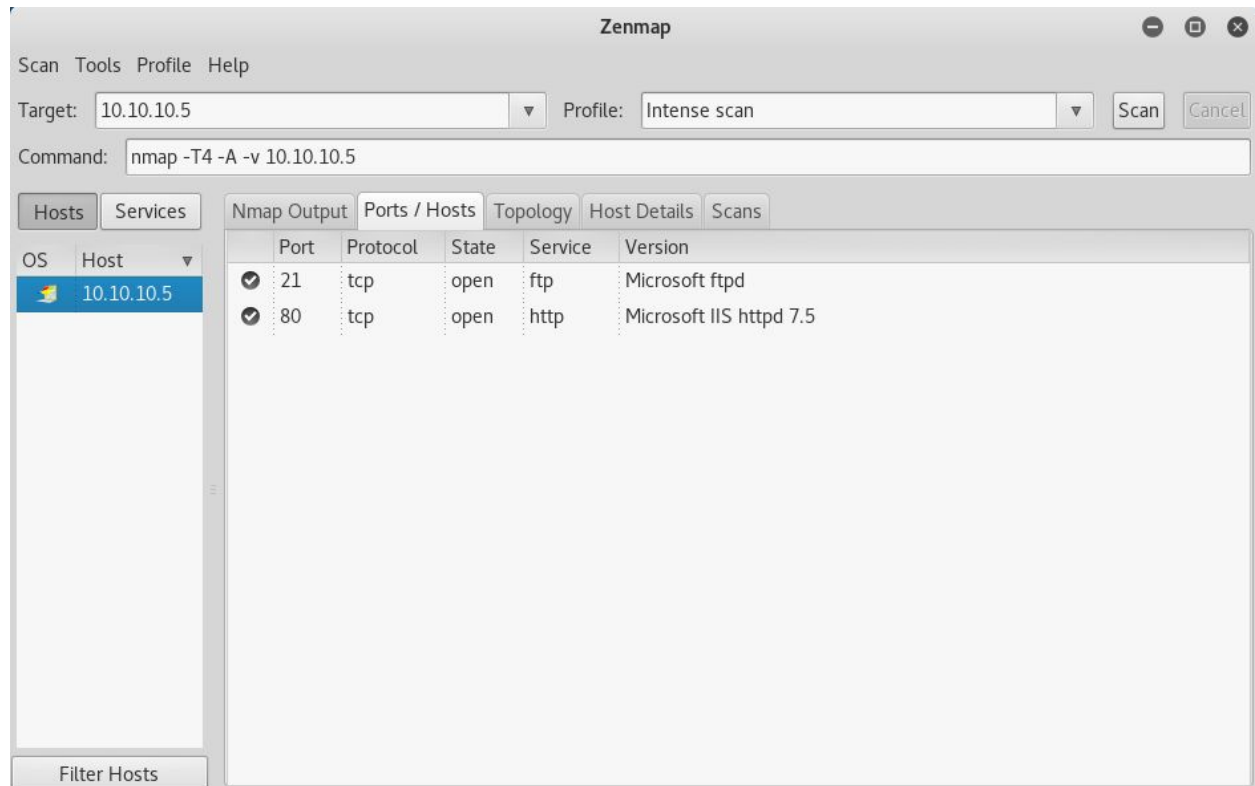 Zenmap
Scan Tools Profile Help
Target: 10.10.10.5 Profile: Intense scan Scan Cancel
Command: nmap -T4 -A -v 10.10.10.5
Hosts Services Nmap Output Ports / Hosts Topology Host Details Scans
OS Host Port Protocol State Service Version
10.10.10.5 21 tcp open ftp Microsoft ftpd
80 tcp open http Microsoft IIS httpd 7.5
Filter Hosts